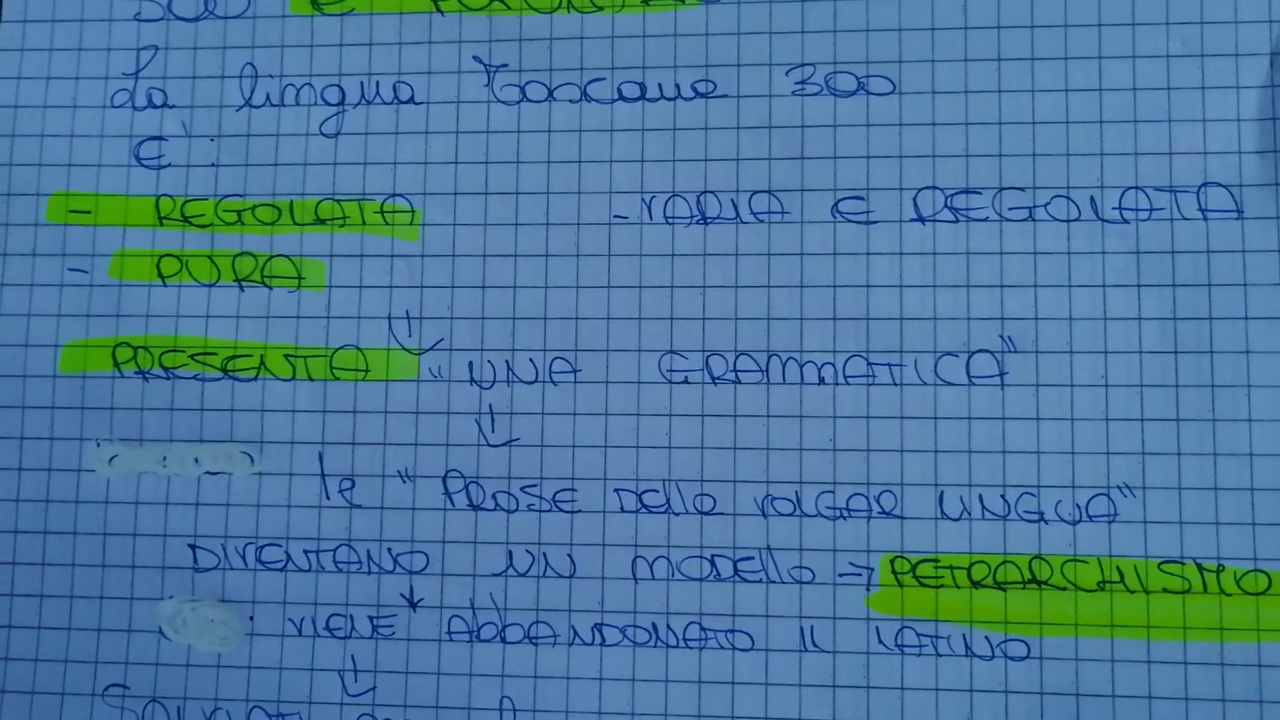 La lingua Toscana 300
E':
- REGOLATA - VARIA E REGOLATA
- PURA
PRESENTA "UNA GRAMMATICA"
le "PROSE DELLA VOLGAR LINGUA"
DIVENTANO UN MODELLO → PETRARCHISMO
VIENE ABBANDONATO IL LATINO